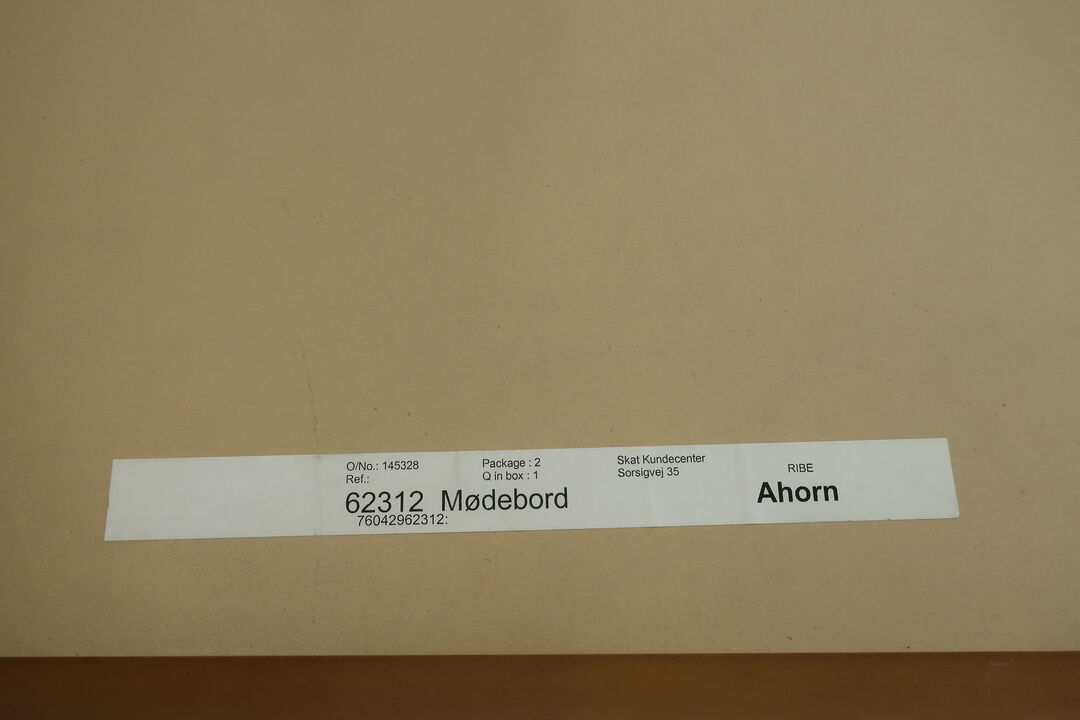 O/No.: 145328
Ref.:
62312 Mødebord
76042962312:
Package : 2
Q in box : 1
Skat Kundecenter
Sorsigvej 35
RIBE
Ahorn